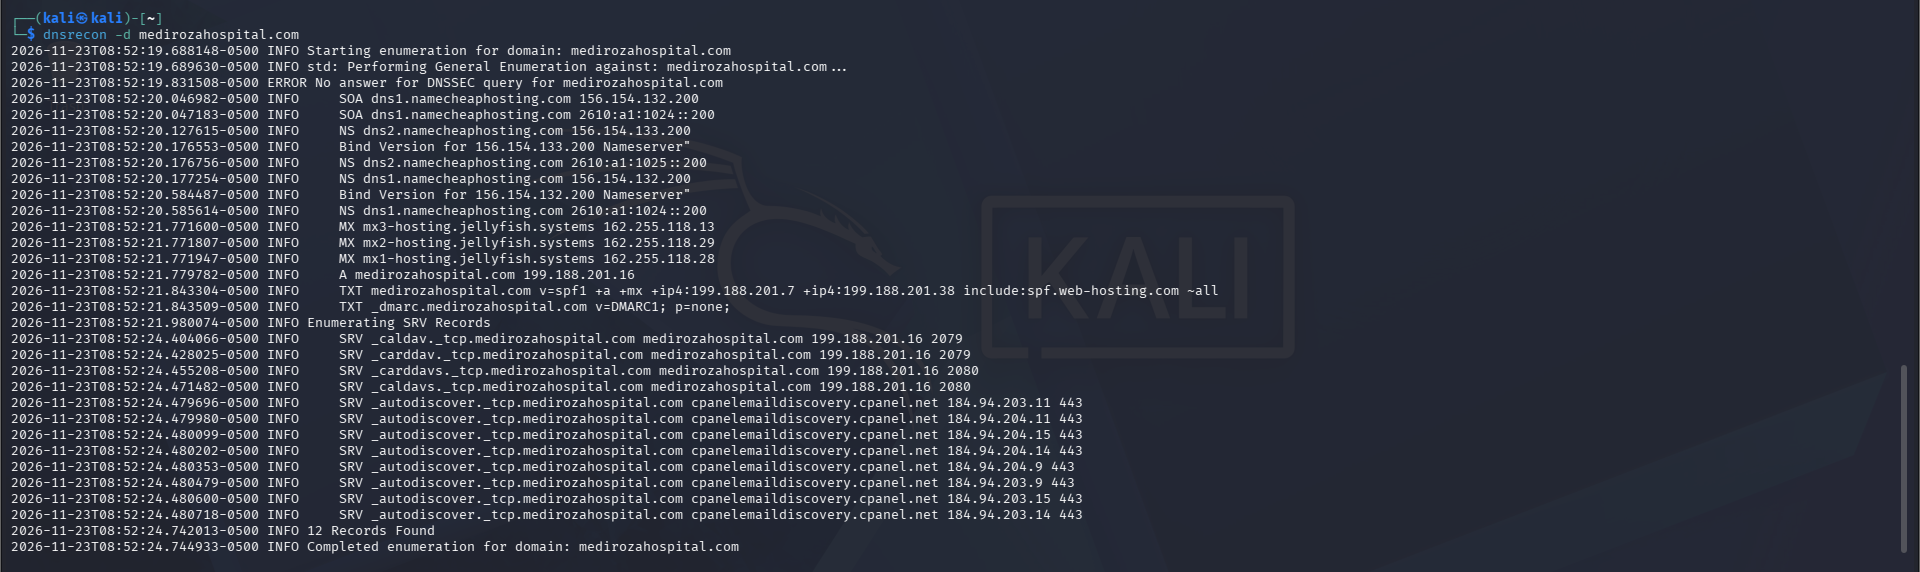 ┌──(kali㉿kali)-[~]
└─$ dnsrecon -d medirozahospital.com
2026-11-23T08:52:19.688148-0500 INFO Starting enumeration for domain: medirozahospital.com
2026-11-23T08:52:19.689630-0500 INFO std: Performing General Enumeration against: medirozahospital.com...
2026-11-23T08:52:19.831508-0500 ERROR No answer for DNSSEC query for medirozahospital.com
2026-11-23T08:52:20.046982-0500 INFO     SOA dns1.namecheaphosting.com 156.154.132.200
2026-11-23T08:52:20.047183-0500 INFO     SOA dns1.namecheaphosting.com 2610:a1:1024::200
2026-11-23T08:52:20.127615-0500 INFO     NS dns2.namecheaphosting.com 156.154.133.200
2026-11-23T08:52:20.176553-0500 INFO     Bind Version for 156.154.133.200 Nameserver"
2026-11-23T08:52:20.176756-0500 INFO     NS dns2.namecheaphosting.com 2610:a1:1025::200
2026-11-23T08:52:20.177254-0500 INFO     NS dns1.namecheaphosting.com 156.154.132.200
2026-11-23T08:52:20.584487-0500 INFO     Bind Version for 156.154.132.200 Nameserver"
2026-11-23T08:52:20.585614-0500 INFO     NS dns1.namecheaphosting.com 2610:a1:1024::200
2026-11-23T08:52:21.771600-0500 INFO     MX mx3-hosting.jellyfish.systems 162.255.118.13
2026-11-23T08:52:21.771807-0500 INFO     MX mx2-hosting.jellyfish.systems 162.255.118.29
2026-11-23T08:52:21.771947-0500 INFO     MX mx1-hosting.jellyfish.systems 162.255.118.28
2026-11-23T08:52:21.779782-0500 INFO     A medirozahospital.com 199.188.201.16
2026-11-23T08:52:21.843304-0500 INFO     TXT medirozahospital.com v=spf1 +a +mx +ip4:199.188.201.7 +ip4:199.188.201.38 include:spf.web-hosting.com ~all
2026-11-23T08:52:21.843509-0500 INFO     TXT _dmarc.medirozahospital.com v=DMARC1; p=none;
2026-11-23T08:52:21.980074-0500 INFO Enumerating SRV Records
2026-11-23T08:52:24.404066-0500 INFO     SRV _caldav._tcp.medirozahospital.com medirozahospital.com 199.188.201.16 2079
2026-11-23T08:52:24.428025-0500 INFO     SRV _carddav._tcp.medirozahospital.com medirozahospital.com 199.188.201.16 2079
2026-11-23T08:52:24.455208-0500 INFO     SRV _carddavs._tcp.medirozahospital.com medirozahospital.com 199.188.201.16 2080
2026-11-23T08:52:24.471482-0500 INFO     SRV _caldavs._tcp.medirozahospital.com medirozahospital.com 199.188.201.16 2080
2026-11-23T08:52:24.479696-0500 INFO     SRV _autodiscover._tcp.medirozahospital.com cpanelemaildiscovery.cpanel.net 184.94.203.11 443
2026-11-23T08:52:24.479980-0500 INFO     SRV _autodiscover._tcp.medirozahospital.com cpanelemaildiscovery.cpanel.net 184.94.204.11 443
2026-11-23T08:52:24.480099-0500 INFO     SRV _autodiscover._tcp.medirozahospital.com cpanelemaildiscovery.cpanel.net 184.94.204.15 443
2026-11-23T08:52:24.480202-0500 INFO     SRV _autodiscover._tcp.medirozahospital.com cpanelemaildiscovery.cpanel.net 184.94.204.14 443
2026-11-23T08:52:24.480353-0500 INFO     SRV _autodiscover._tcp.medirozahospital.com cpanelemaildiscovery.cpanel.net 184.94.204.9 443
2026-11-23T08:52:24.480479-0500 INFO     SRV _autodiscover._tcp.medirozahospital.com cpanelemaildiscovery.cpanel.net 184.94.203.9 443
2026-11-23T08:52:24.480600-0500 INFO     SRV _autodiscover._tcp.medirozahospital.com cpanelemaildiscovery.cpanel.net 184.94.203.15 443
2026-11-23T08:52:24.480718-0500 INFO     SRV _autodiscover._tcp.medirozahospital.com cpanelemaildiscovery.cpanel.net 184.94.203.14 443
2026-11-23T08:52:24.742013-0500 INFO 12 Records Found
2026-11-23T08:52:24.744933-0500 INFO Completed enumeration for domain: medirozahospital.com
KALI